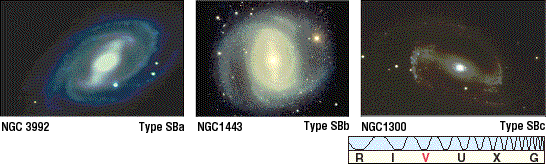 NGC 3992 Type SBa
NGC1443 Type SBb
NGC1300 Type SBc
R I V U X G